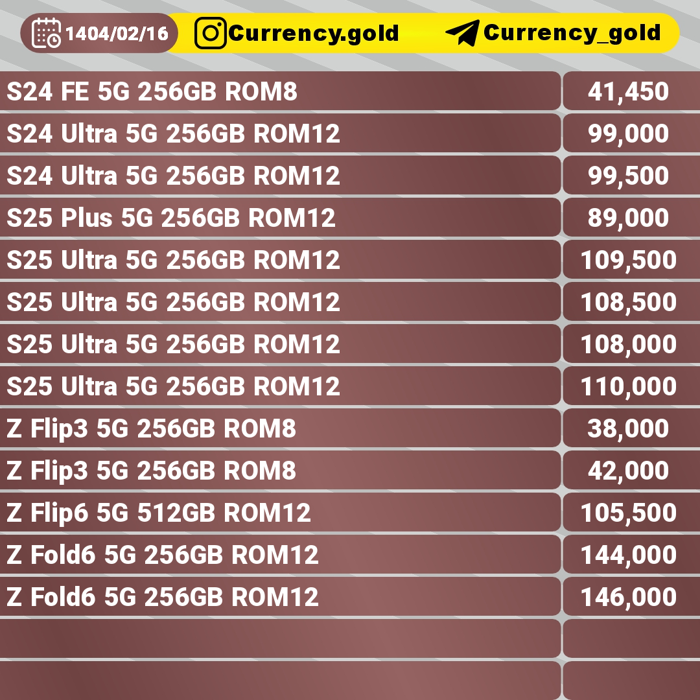 1404/02/16 Currency.gold Currency_gold
S24 FE 5G 256GB ROM8 41,450
S24 Ultra 5G 256GB ROM12 99,000
S24 Ultra 5G 256GB ROM12 99,500
S25 Plus 5G 256GB ROM12 89,000
S25 Ultra 5G 256GB ROM12 109,500
S25 Ultra 5G 256GB ROM12 108,500
S25 Ultra 5G 256GB ROM12 108,000
S25 Ultra 5G 256GB ROM12 110,000
Z Flip3 5G 256GB ROM8 38,000
Z Flip3 5G 256GB ROM8 42,000
Z Flip6 5G 512GB ROM12 105,500
Z Fold6 5G 256GB ROM12 144,000
Z Fold6 5G 256GB ROM12 146,000